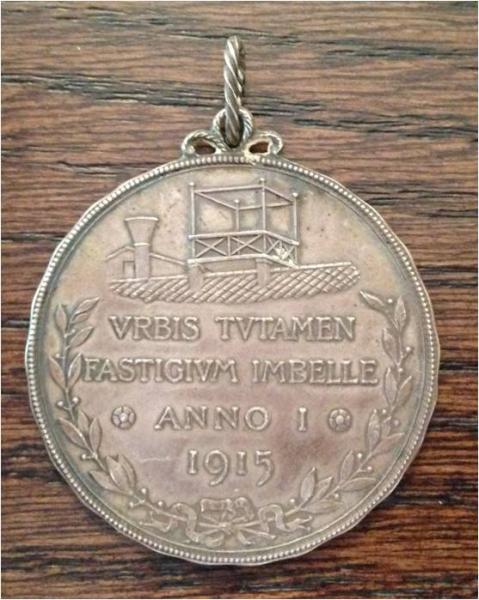 VRBIS TVTAMEN
FASTIGIVM IMBELLE
ANNO I
1915